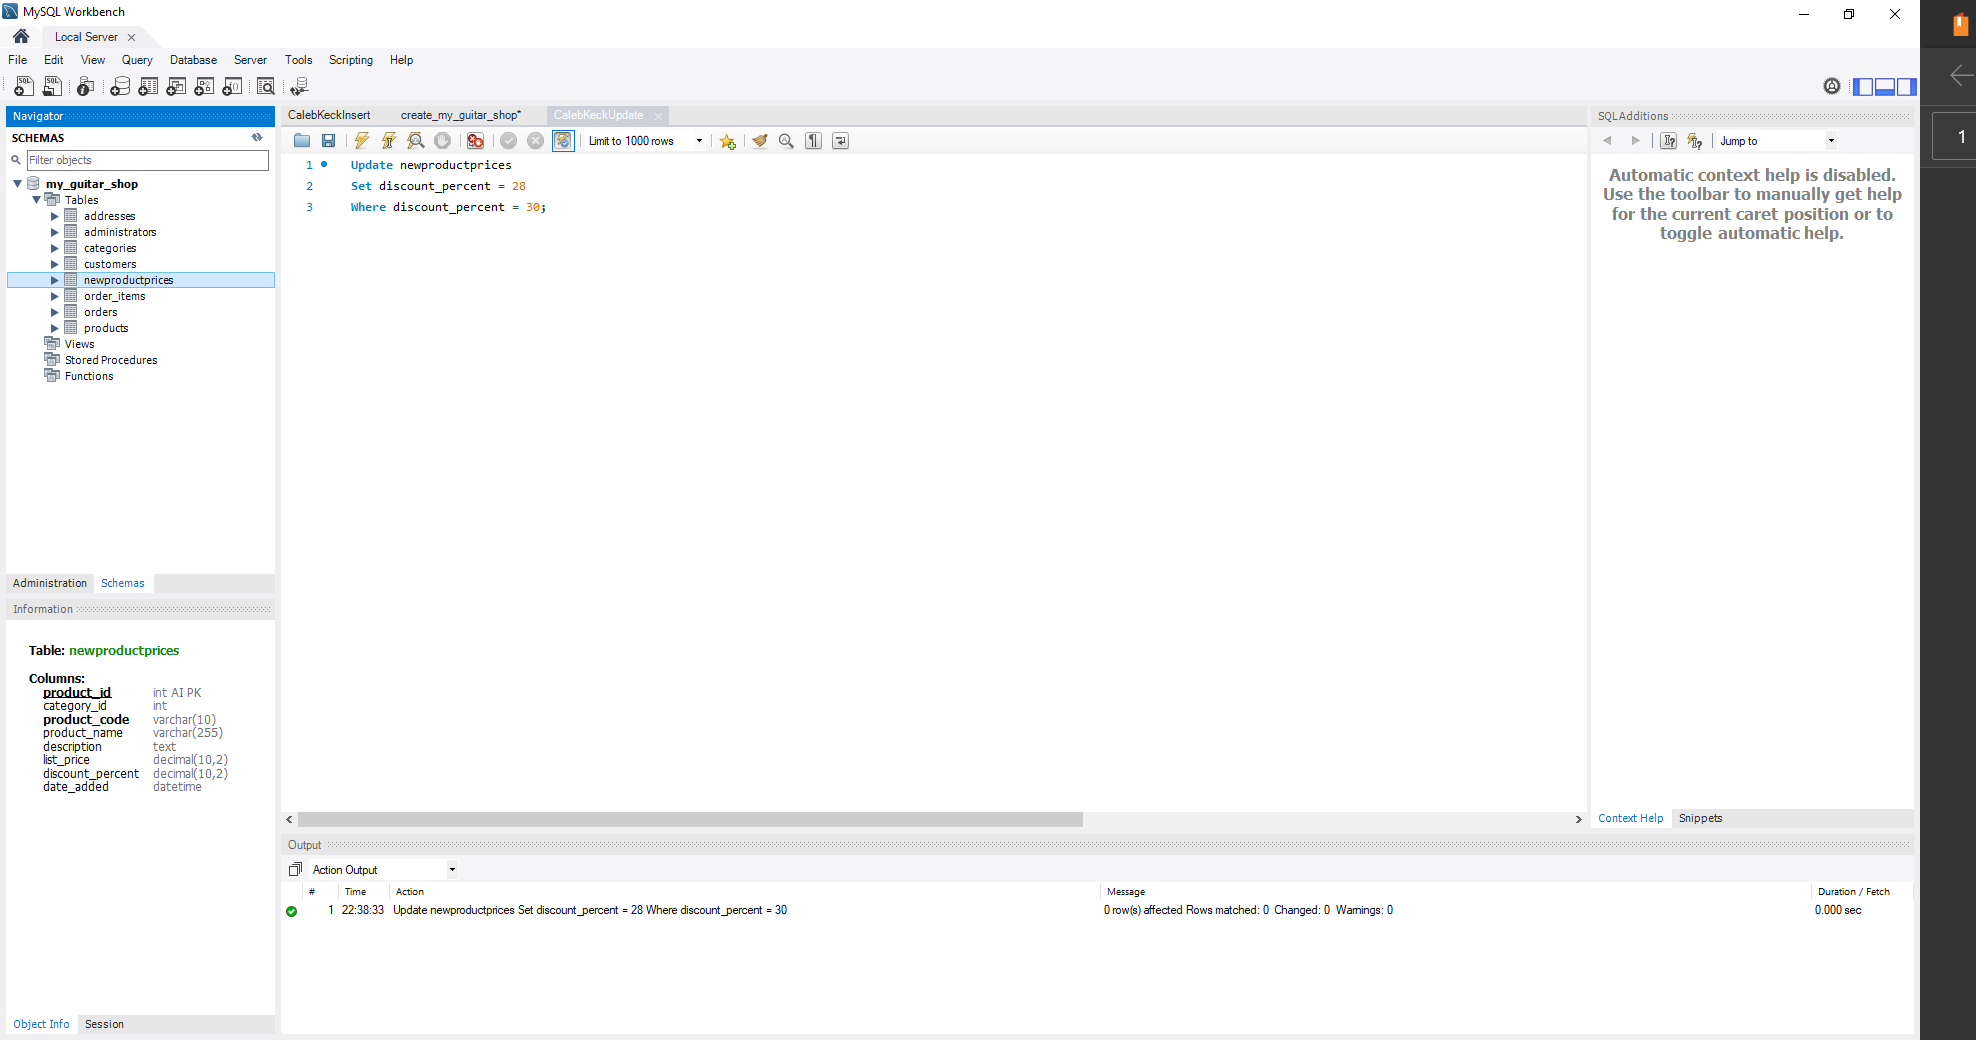 MySQL Workbench
Local Server
File Edit View Query Database Server Tools Scripting Help
Navigator
SCHEMAS
Filter objects
my_guitar_shop
Tables
addresses
administrators
categories
customers
newproductprices
order_items
orders
products
Views
Stored Procedures
Functions
Administration Schemas
Information
Table: newproductprices
Columns:
product_id int AI PK
category_id int
product_code varchar(10)
product_name varchar(255)
description text
list_price decimal(10,2)
discount_percent decimal(10,2)
date_added datetime
Object Info Session
CalebKeckInsert create_my_guitar_shop* CalebKeckUpdate
Limit to 1000 rows
1 Update newproductprices
2 Set discount_percent = 28
3 Where discount_percent = 30;
Output
Action Output
# Time Action Message Duration / Fetch
1 22:38:33 Update newproductprices Set discount_percent = 28 Where discount_percent = 30 0 row(s) affected Rows matched: 0 Changed: 0 Warnings: 0 0.000 sec
SQLAdditions
Jump to
Automatic context help is disabled.
Use the toolbar to manually get help
for the current caret position or to
toggle automatic help.
Context Help Snippets
1